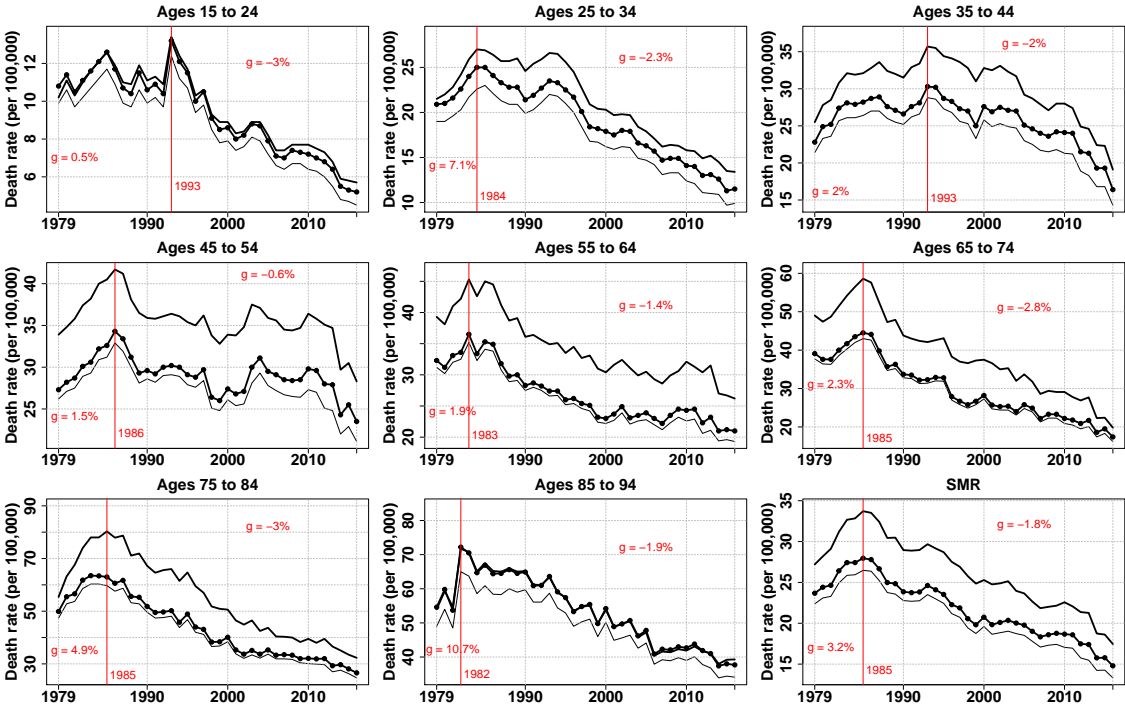 Ages 15 to 24
Death rate (per 100,000)
12
10
8
6
g = −3%
g = 0.5%
1993
1979
1990
2000
2010
Ages 25 to 34
Death rate (per 100,000)
25
20
15
10
g = −2.3%
g = 7.1%
1984
1979
1990
2000
2010
Ages 35 to 44
Death rate (per 100,000)
35
30
25
20
15
g = −2%
g = 2%
1993
1979
1990
2000
2010
Ages 45 to 54
Death rate (per 100,000)
40
35
30
25
g = −0.6%
g = 1.5%
1986
1979
1990
2000
2010
Ages 55 to 64
Death rate (per 100,000)
50
40
30
20
g = −1.4%
g = 1.9%
1983
1979
1990
2000
2010
Ages 65 to 74
Death rate (per 100,000)
60
50
40
30
20
g = −2.8%
g = 2.3%
1985
1979
1990
2000
2010
Ages 75 to 84
Death rate (per 100,000)
90
70
50
30
g = −3%
g = 4.9%
1985
1979
1990
2000
2010
Ages 85 to 94
Death rate (per 100,000)
80
70
60
50
40
g = −1.9%
g = 10.7%
1982
1979
1990
2000
2010
SMR
Death rate (per 100,000)
35
30
25
20
15
g = −1.8%
g = 3.2%
1985
1979
1990
2000
2010